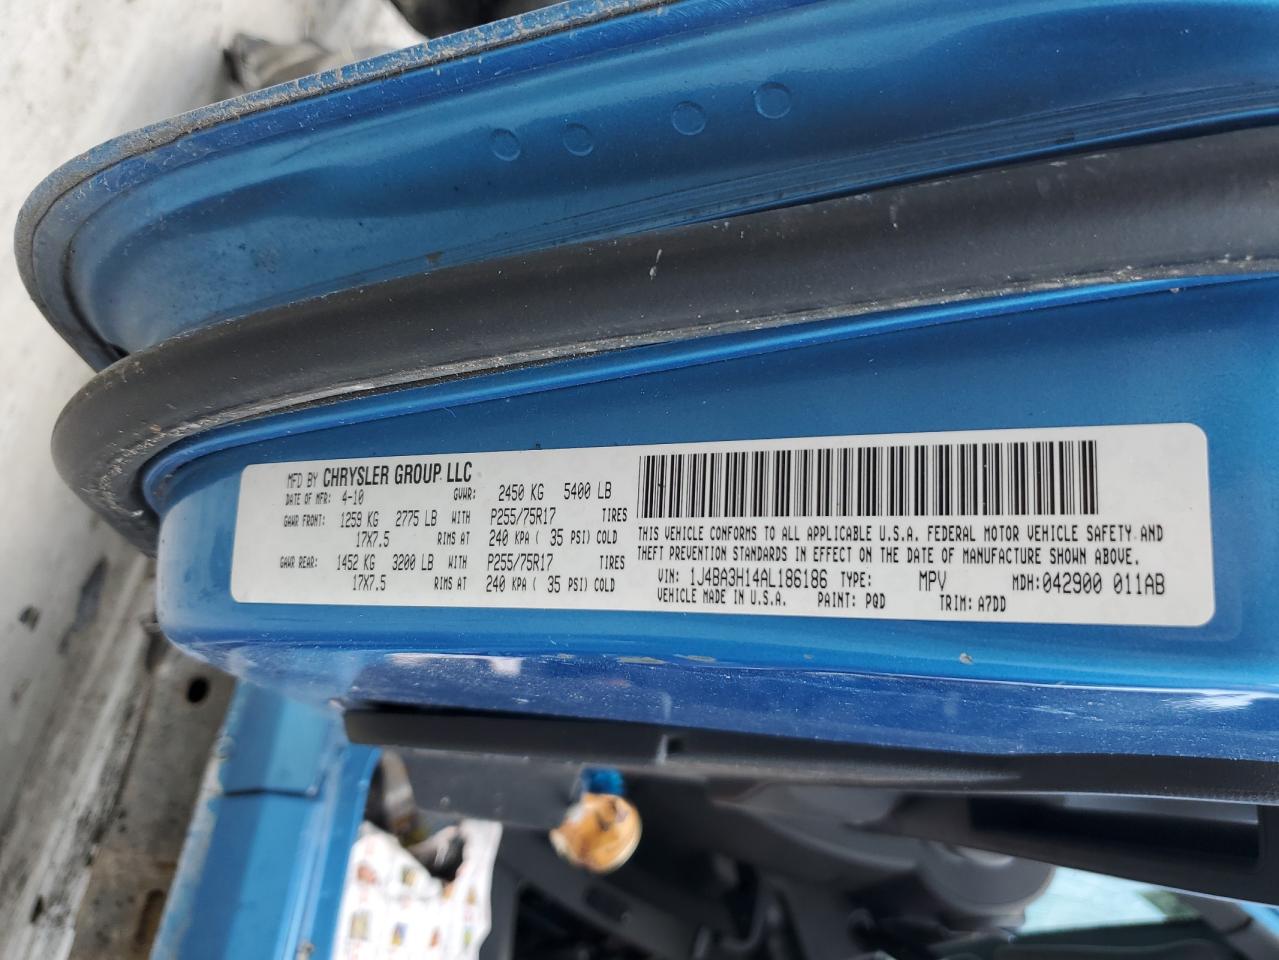 MFD BY CHRYSLER GROUP LLC
DATE OF MFR: 4-10 GVWR: 2450 KG 5400 LB
GAWR FRONT: 1259 KG 2775 LB WITH P255/75R17 TIRES
17X7.5 RIMS AT 240 KPA ( 35 PSI) COLD
GAWR REAR: 1452 KG 3200 LB WITH P255/75R17 TIRES
17X7.5 RIMS AT 240 KPA ( 35 PSI) COLD
THIS VEHICLE CONFORMS TO ALL APPLICABLE U.S.A. FEDERAL MOTOR VEHICLE SAFETY AND
THEFT PREVENTION STANDARDS IN EFFECT ON THE DATE OF MANUFACTURE SHOWN ABOVE.
VIN: 1J4BA3H14AL186186 TYPE: MPV MDH: 042900 011AB
VEHICLE MADE IN U.S.A. PAINT: PQD TRIM: A7DD